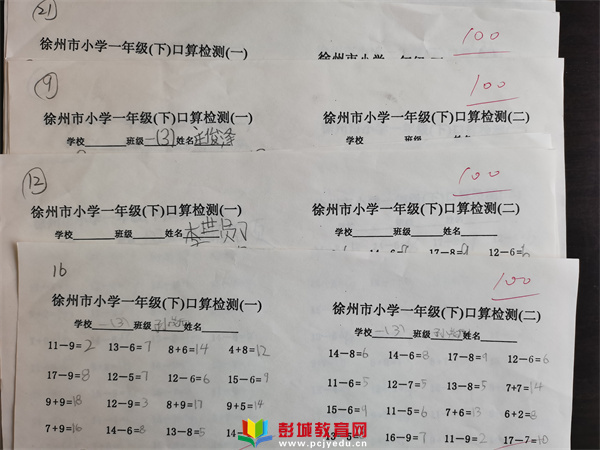 21
徐州市小学一年级(下)口算检测(一)
100
9
100
徐州市小学一年级(下)口算检测(一) 徐州市小学一年级(下)口算检测(二)
学校 班级 一(3) 姓名 学校 班级 姓名
12
100
徐州市小学一年级(下)口算检测(一) 徐州市小学一年级(下)口算检测(二)
学校 班级 姓名
17-8=9 12-6=6
16
100
徐州市小学一年级(下)口算检测(一) 徐州市小学一年级(下)口算检测(二)
学校 一(3) 班级 姓名 学校 一(3) 班级 姓名
11-9=2 13-6=7 8+6=14 4+8=12 14-8=6 14-6=8 17-8=9 12-6=6
17-9=8 12-5=7 12-6=6 15-6=9 11-6=5 12-7=5 13-8=5 7+7=14
9+9=18 12-9=3 8+9=17 9+5=14 15-6=9 11-5=6 7+6=13 6+2=8
7+9=16 14-6=8 13-8=5 14- 16-9=7 11-9=2 17-7=10
彭城教育网
www.pcjyedu.cn